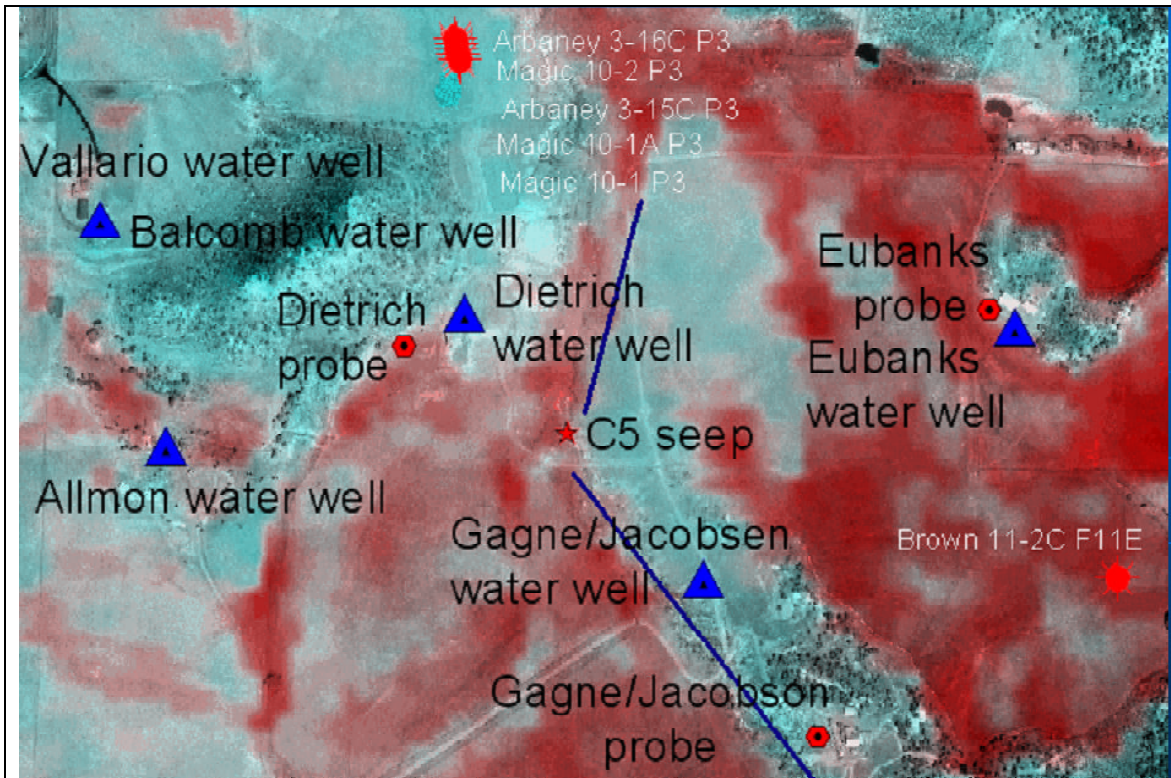 Arbaney 3-16C P3
Magic 10-2 P3
Arbaney 3-15C P3
Magic 10-1A P3
Magic 10-1 P3
Vallario water well
Balcomb water well
Dietrich
probe
Dietrich
water well
Eubanks
probe
Eubanks
water well
C5 seep
Allmon water well
Gagne/Jacobsen
water well
Brown 11-2C F11E
Gagne/Jacobson
probe